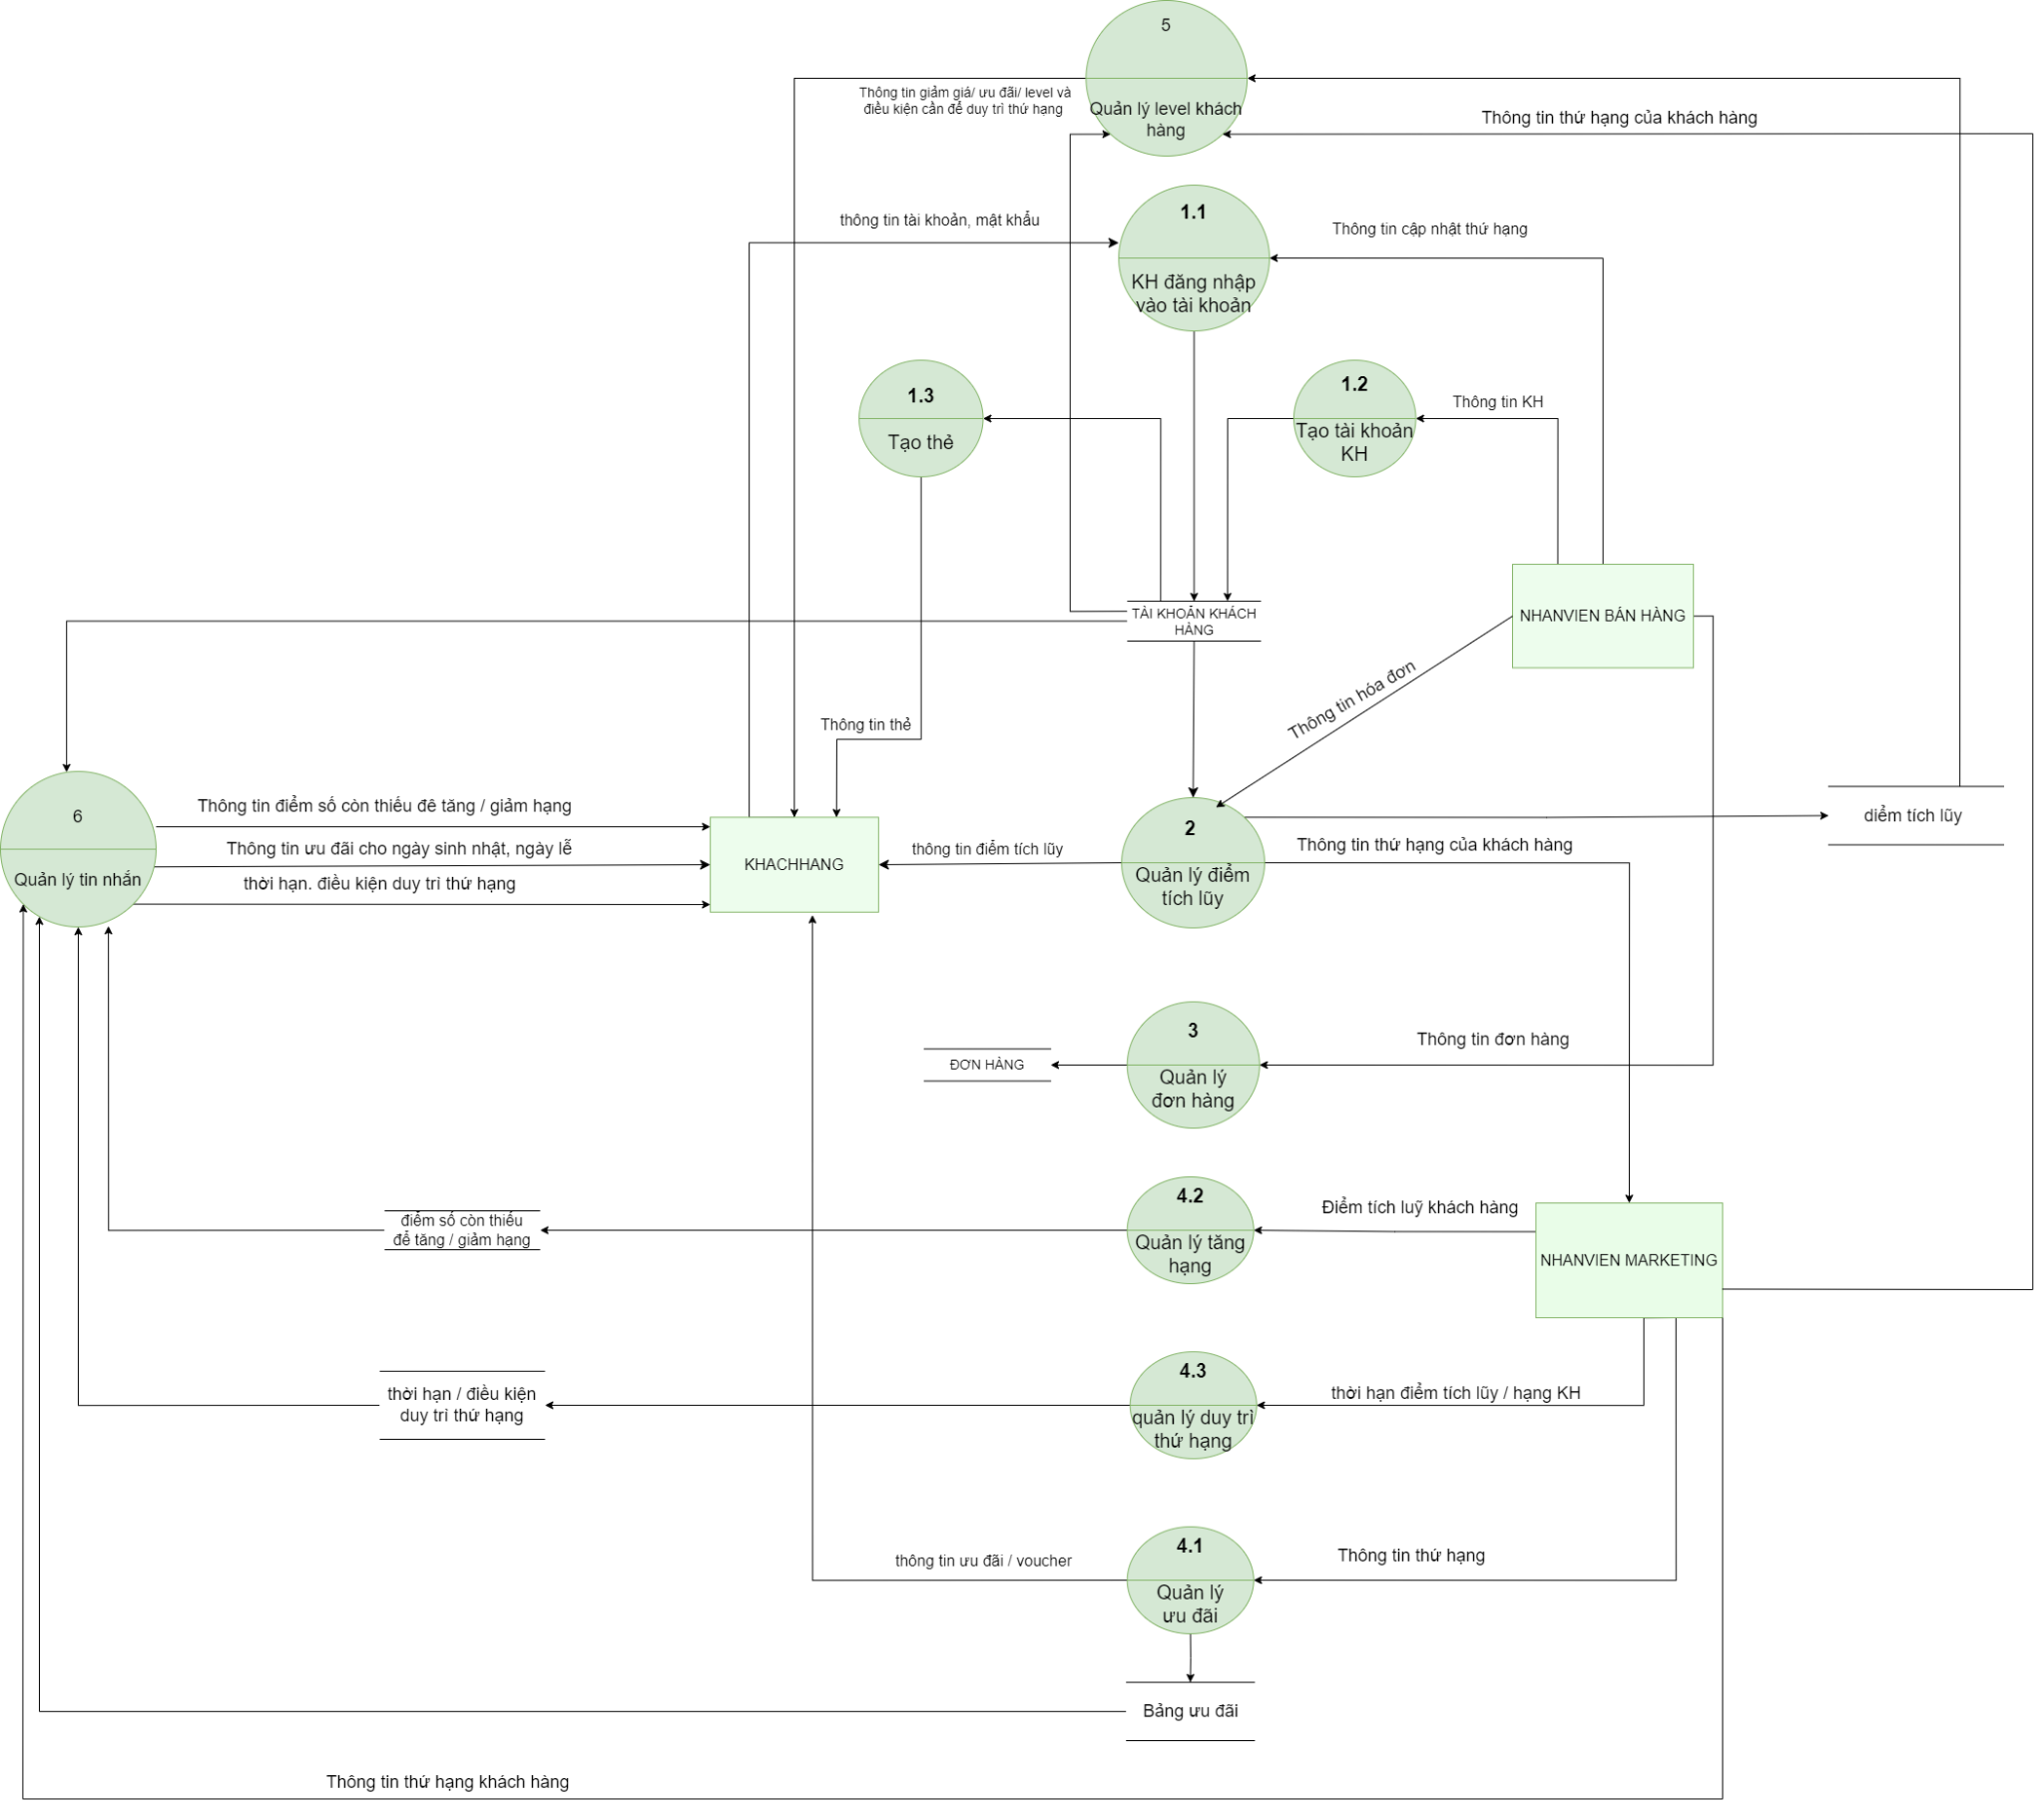 5
Quản lý level khách
hàng
Thông tin giảm giá/ ưu đãi/ level và
điều kiện cần để duy trì thứ hạng
Thông tin thứ hạng của khách hàng
1.1
KH đăng nhập
vào tài khoản
thông tin tài khoản, mật khẩu
Thông tin cập nhật thứ hạng
1.3
Tạo thẻ
1.2
Tạo tài khoản
KH
Thông tin KH
TÀI KHOẢN KHÁCH
HÀNG
NHANVIEN BÁN HÀNG
Thông tin hóa đơn
Thông tin thẻ
6
Quản lý tin nhắn
Thông tin điểm số còn thiếu đê tăng / giảm hạng
Thông tin ưu đãi cho ngày sinh nhật, ngày lễ
thời hạn. điều kiện duy trì thứ hạng
KHACHHANG
thông tin điểm tích lũy
2
Quản lý điểm
tích lũy
Thông tin thứ hạng của khách hàng
diểm tích lũy
3
Quản lý
đơn hàng
ĐƠN HÀNG
Thông tin đơn hàng
4.2
Quản lý tăng
hạng
điểm số còn thiếu
để tăng / giảm hạng
Điểm tích luỹ khách hàng
NHANVIEN MARKETING
4.3
quản lý duy trì
thứ hạng
thời hạn / điều kiện
duy trì thứ hạng
thời hạn điểm tích lũy / hạng KH
4.1
Quản lý
ưu đãi
thông tin ưu đãi / voucher
Thông tin thứ hạng
Bảng ưu đãi
Thông tin thứ hạng khách hàng